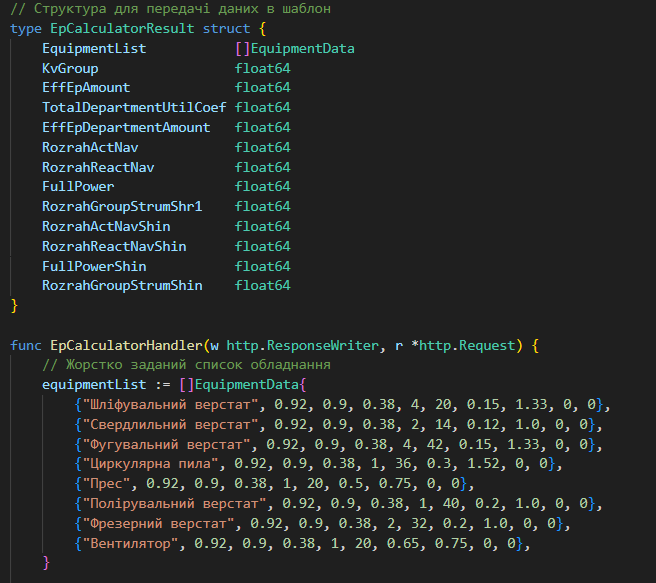 // Структура для передачі даних в шаблон
type EpCalculatorResult struct {
    EquipmentList           []EquipmentData
    KvGroup                 float64
    EffEpAmount             float64
    TotalDepartmentUtilCoef float64
    EffEpDepartmentAmount   float64
    RozrahActNav            float64
    RozrahReactNav          float64
    FullPower               float64
    RozrahGroupStrumShr1    float64
    RozrahActNavShin        float64
    RozrahReactNavShin      float64
    FullPowerShin           float64
    RozrahGroupStrumShin    float64
}
func EpCalculatorHandler(w http.ResponseWriter, r *http.Request) {
    // Жорстко заданий список обладнання
    equipmentList := []EquipmentData{
        {"Шліфувальний верстат", 0.92, 0.9, 0.38, 4, 20, 0.15, 1.33, 0, 0},
        {"Свердлильний верстат", 0.92, 0.9, 0.38, 2, 14, 0.12, 1.0, 0, 0},
        {"Фугувальний верстат", 0.92, 0.9, 0.38, 4, 42, 0.15, 1.33, 0, 0},
        {"Циркулярна пила", 0.92, 0.9, 0.38, 1, 36, 0.3, 1.52, 0, 0},
        {"Прес", 0.92, 0.9, 0.38, 1, 20, 0.5, 0.75, 0, 0},
        {"Полірувальний верстат", 0.92, 0.9, 0.38, 1, 40, 0.2, 1.0, 0, 0},
        {"Фрезерний верстат", 0.92, 0.9, 0.38, 2, 32, 0.2, 1.0, 0, 0},
        {"Вентилятор", 0.92, 0.9, 0.38, 1, 20, 0.65, 0.75, 0, 0},
    }